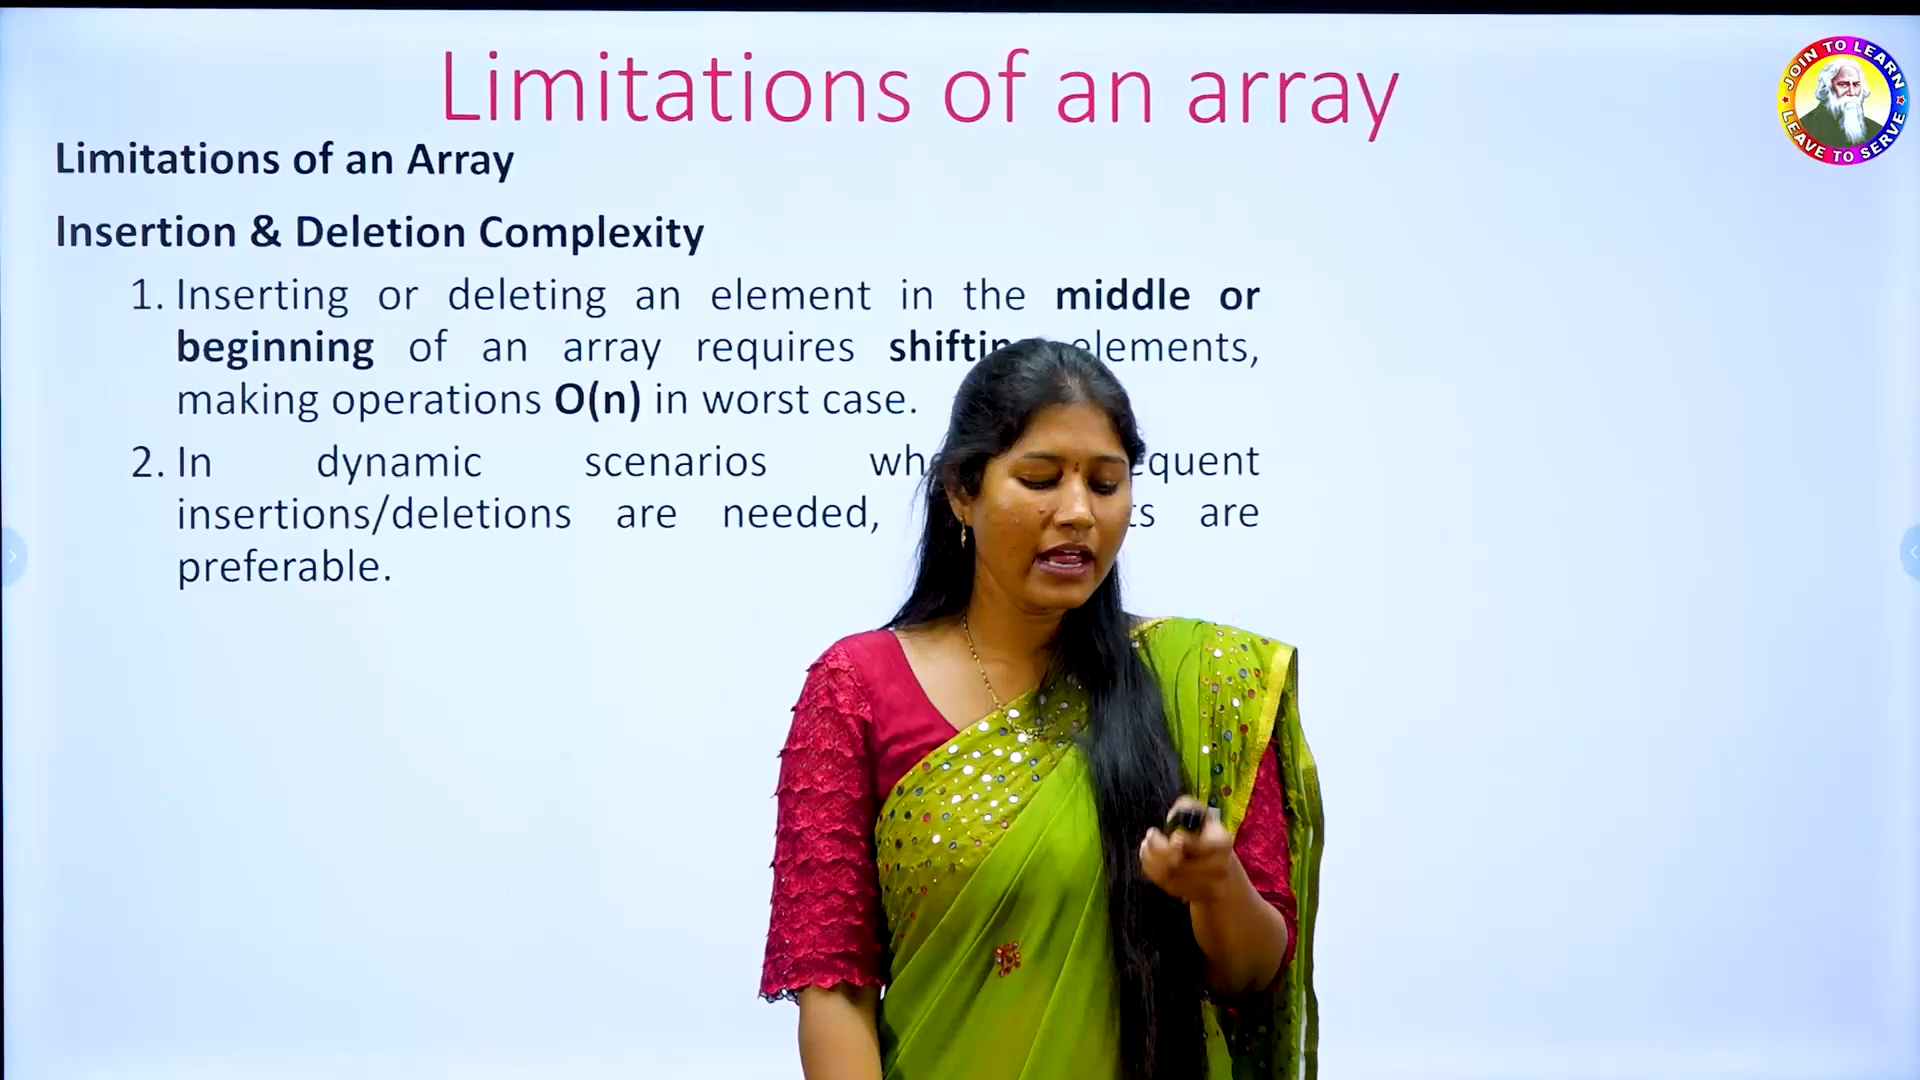 Limitations of an array
JOIN TO LEARN
LEAVE TO SERVE
Limitations of an Array
Insertion & Deletion Complexity
1. Inserting or deleting an element in the middle or
beginning of an array requires elements,
making operations O(n) in worst case.
2. In dynamic scenarios
insertions/deletions are needed, are
preferable.